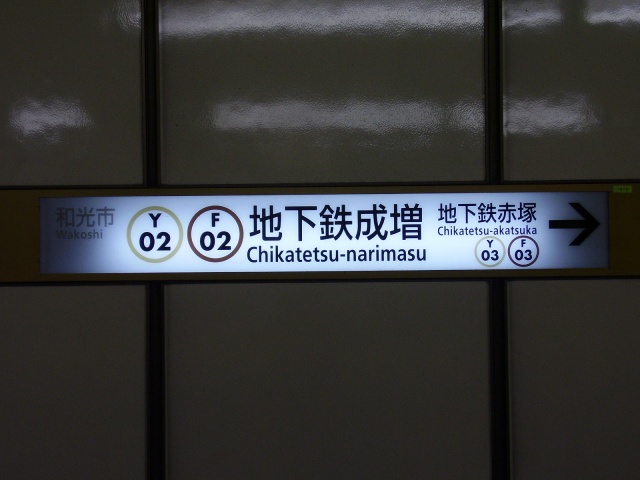 和光市
Wakoshi
Y
02
F
02
地下鉄成増
Chikatetsu-narimasu
地下鉄赤塚
Chikatetsu-akatsuka
Y
03
F
03